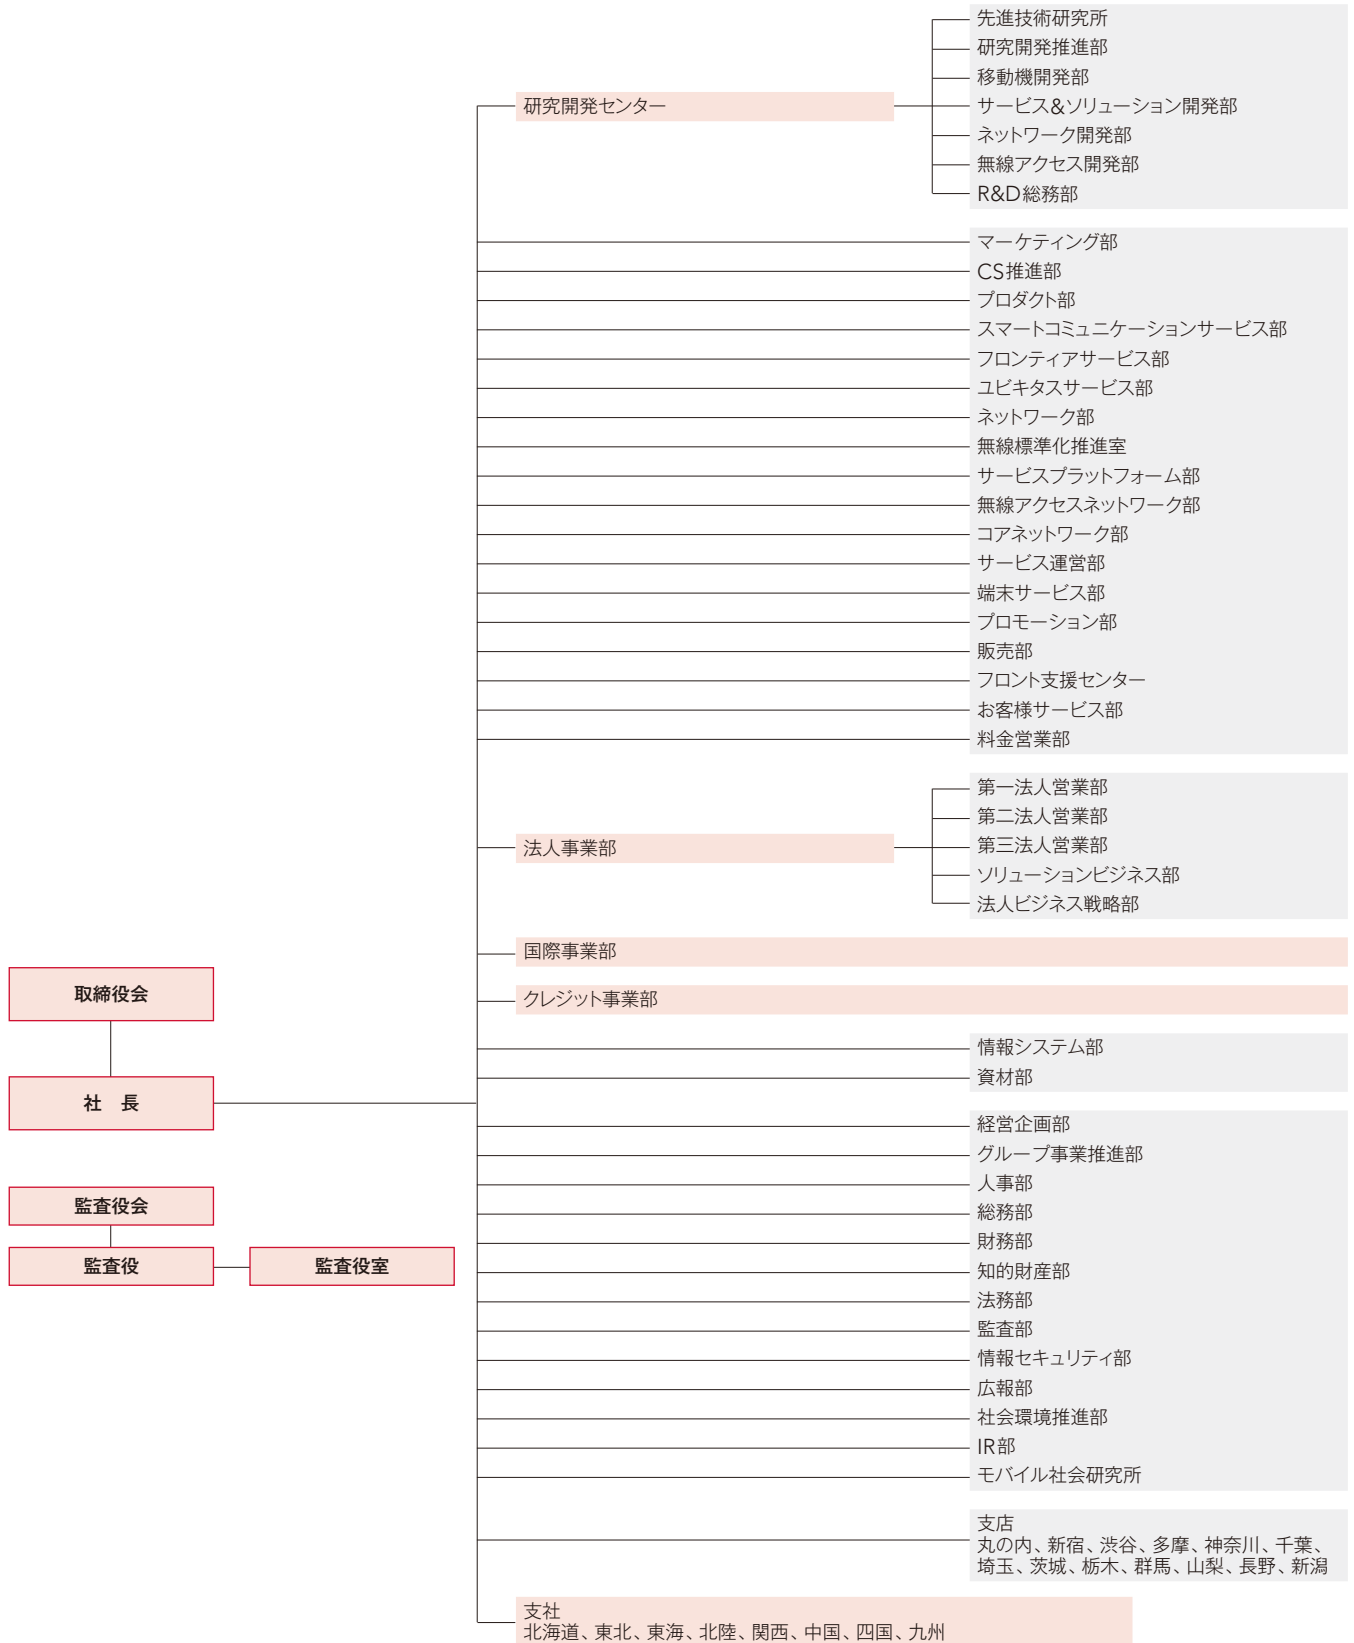 取締役会
社　長
監査役会
監査役
監査役室
研究開発センター
先進技術研究所
研究開発推進部
移動機開発部
サービス&ソリューション開発部
ネットワーク開発部
無線アクセス開発部
R&D総務部
マーケティング部
CS推進部
プロダクト部
スマートコミュニケーションサービス部
フロンティアサービス部
ユビキタスサービス部
ネットワーク部
無線標準化推進室
サービスプラットフォーム部
無線アクセスネットワーク部
コアネットワーク部
サービス運営部
端末サービス部
プロモーション部
販売部
フロント支援センター
お客様サービス部
料金営業部
法人事業部
第一法人営業部
第二法人営業部
第三法人営業部
ソリューションビジネス部
法人ビジネス戦略部
国際事業部
クレジット事業部
情報システム部
資材部
経営企画部
グループ事業推進部
人事部
総務部
財務部
知的財産部
法務部
監査部
情報セキュリティ部
広報部
社会環境推進部
IR部
モバイル社会研究所
支店
丸の内、新宿、渋谷、多摩、神奈川、千葉、
埼玉、茨城、栃木、群馬、山梨、長野、新潟
支社
北海道、東北、東海、北陸、関西、中国、四国、九州